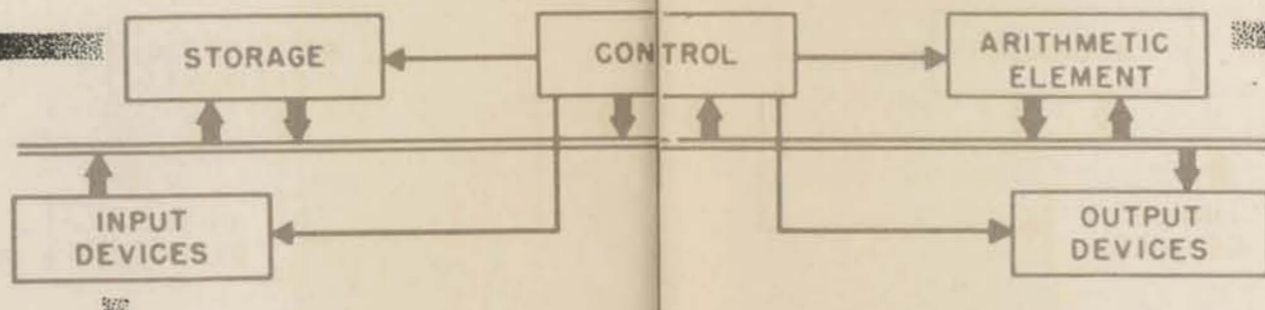 STORAGE
CONTROL
ARITHMETIC
ELEMENT
INPUT
DEVICES
OUTPUT
DEVICES